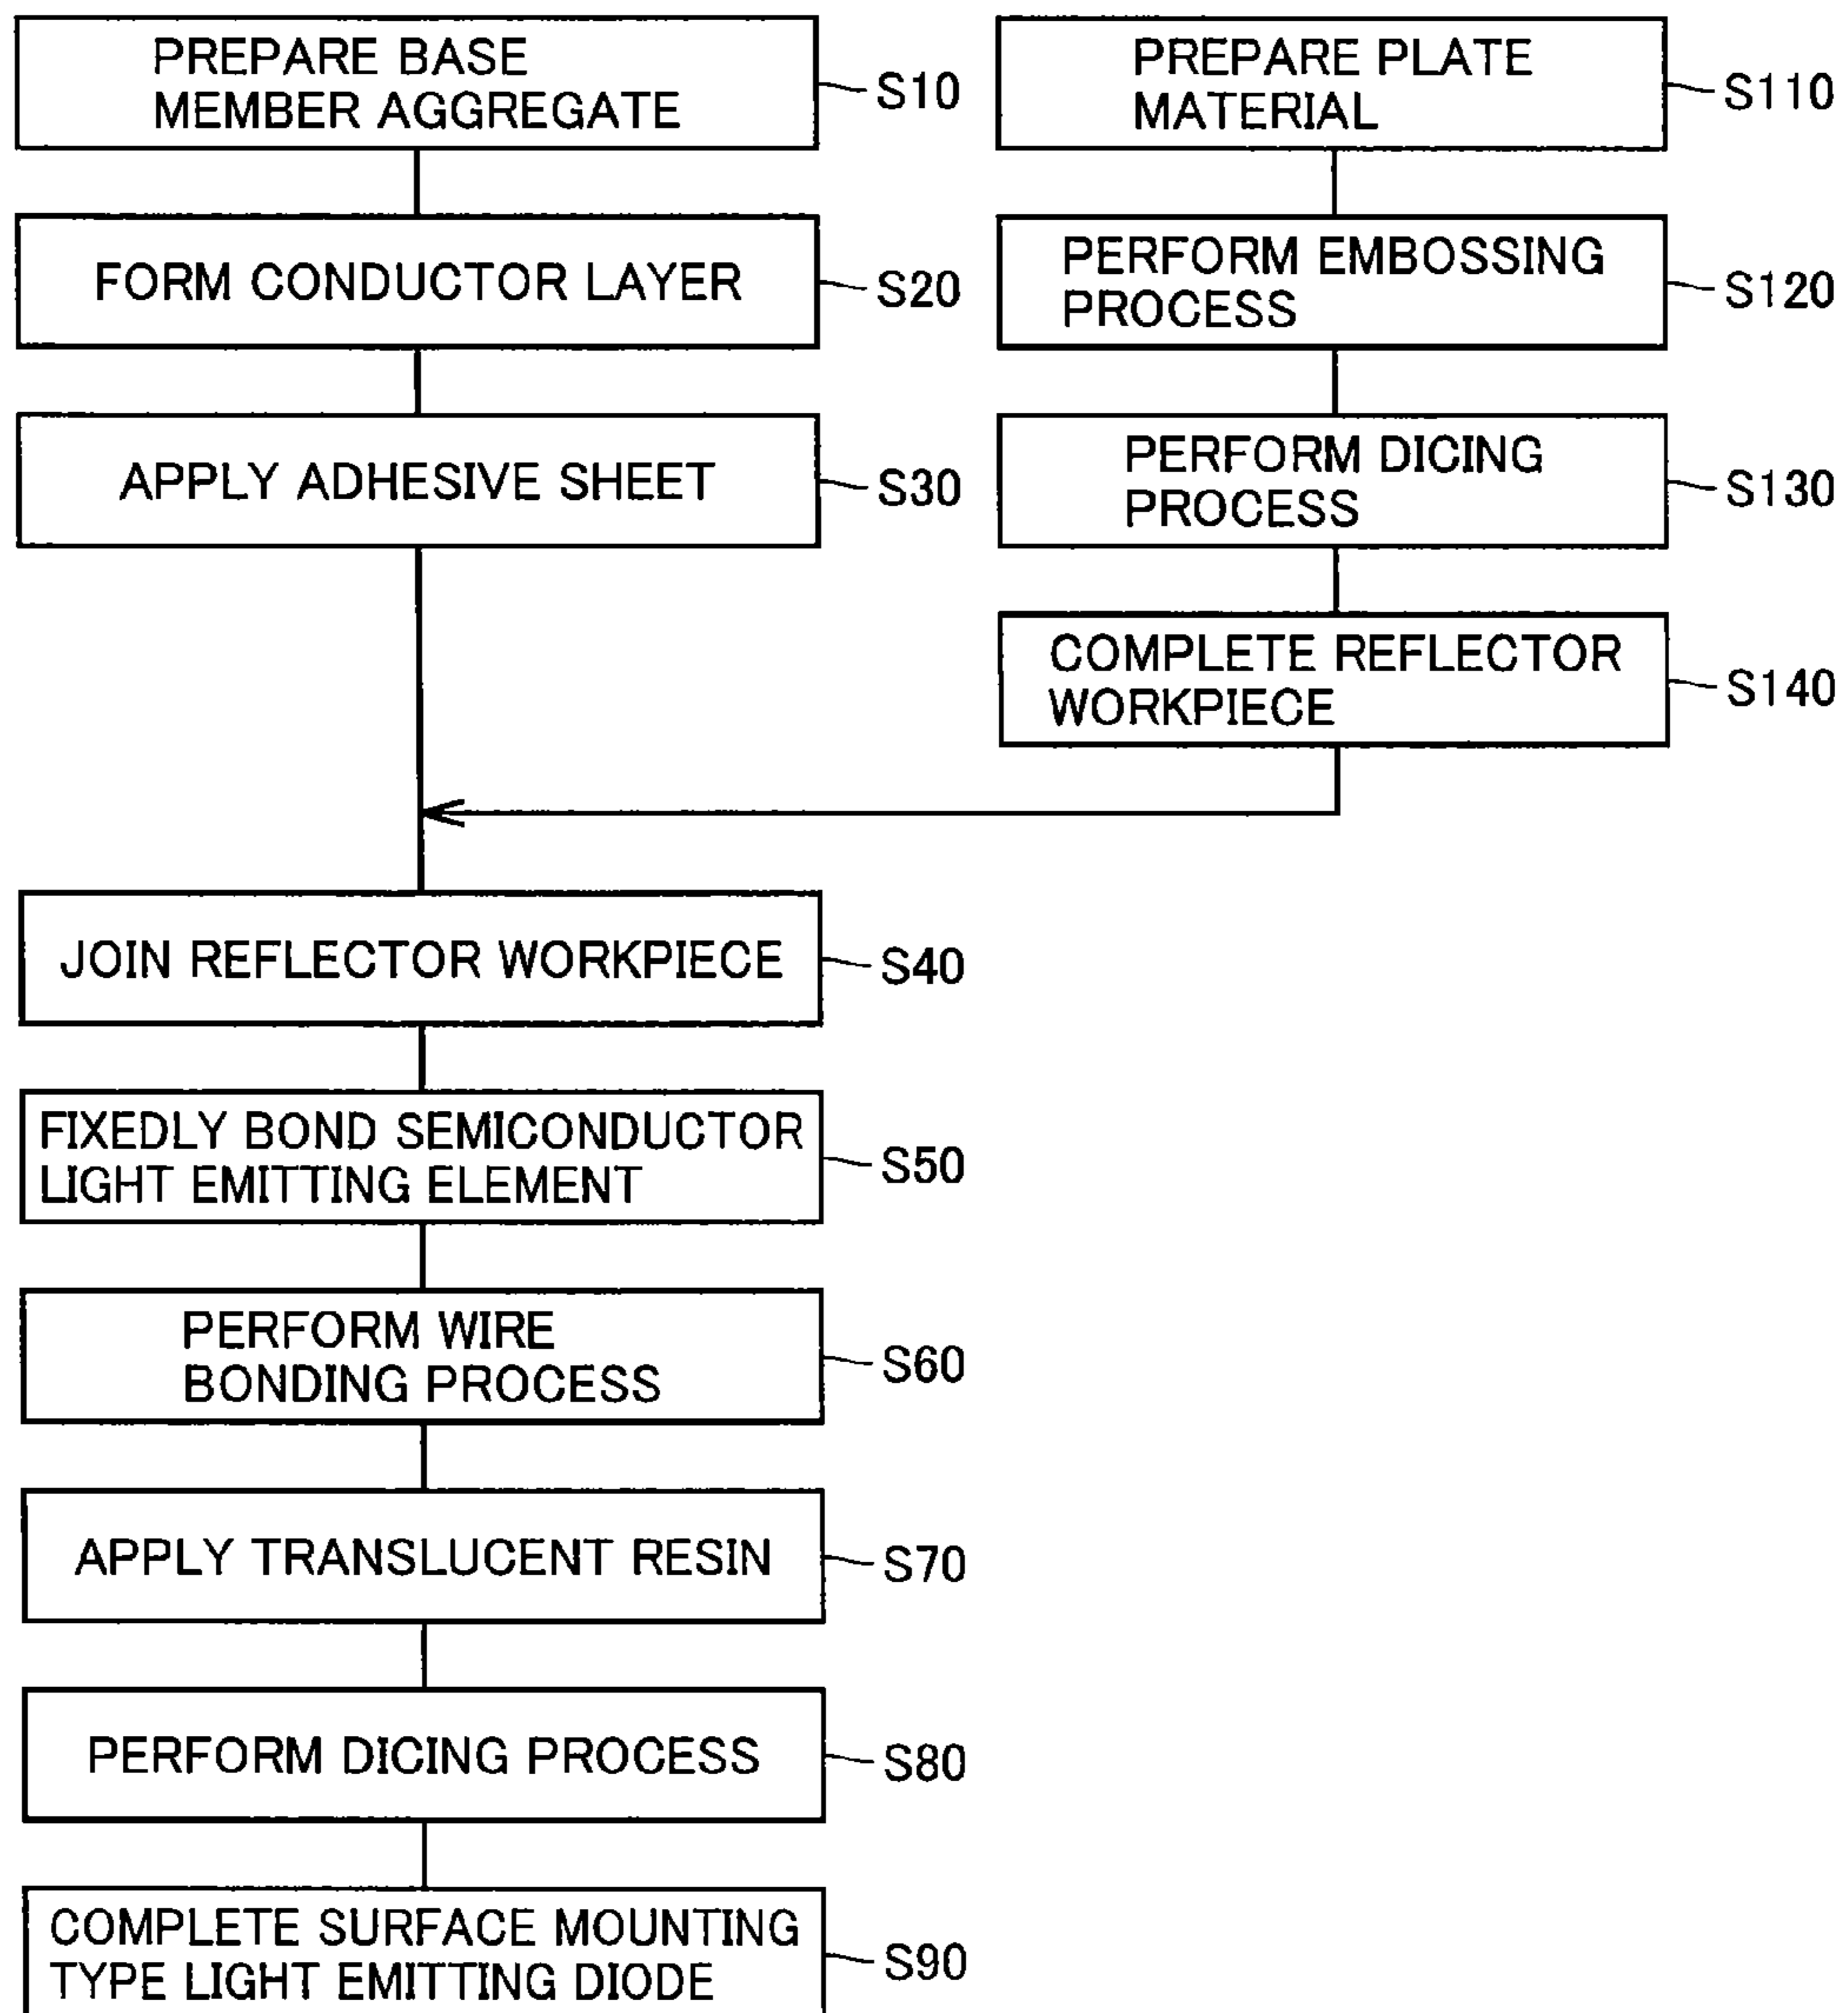 PREPARE BASE
MEMBER AGGREGATE
S10
FORM CONDUCTOR LAYER
S20
APPLY ADHESIVE SHEET
S30
PREPARE PLATE
MATERIAL
S110
PERFORM EMBOSSING
PROCESS
S120
PERFORM DICING
PROCESS
S130
COMPLETE REFLECTOR
WORKPIECE
S140
JOIN REFLECTOR WORKPIECE
S40
FIXEDLY BOND SEMICONDUCTOR
LIGHT EMITTING ELEMENT
S50
PERFORM WIRE
BONDING PROCESS
S60
APPLY TRANSLUCENT RESIN
S70
PERFORM DICING PROCESS
S80
COMPLETE SURFACE MOUNTING
TYPE LIGHT EMITTING DIODE
S90